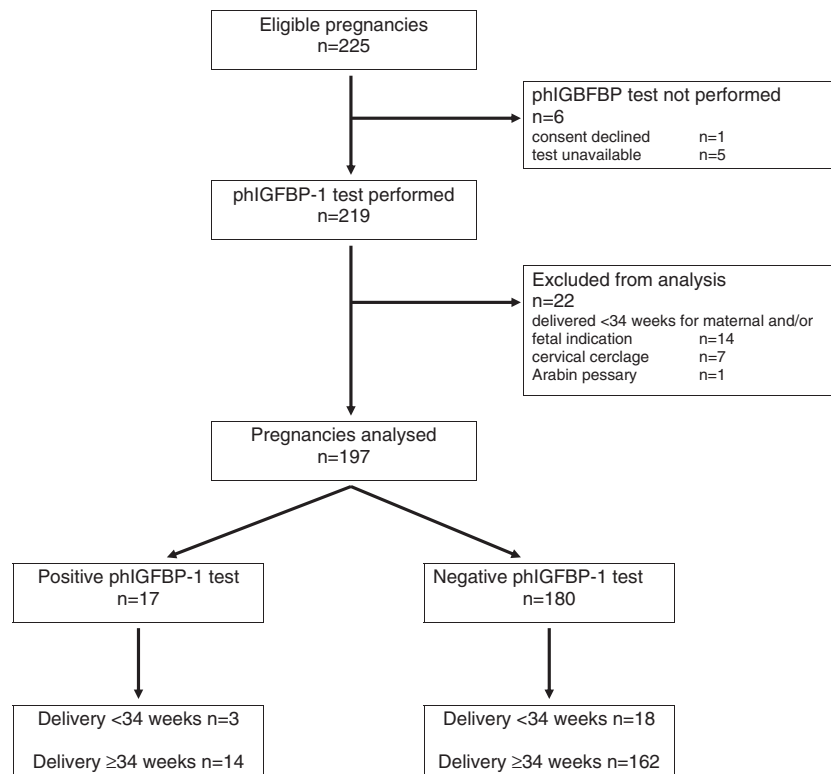 Eligible pregnancies
n=225
phIGBFBP test not performed
n=6
consent declined n=1
test unavailable n=5
phIGFBP-1 test performed
n=219
Excluded from analysis
n=22
delivered <34 weeks for maternal and/or
fetal indication n=14
cervical cerclage n=7
Arabin pessary n=1
Pregnancies analysed
n=197
Positive phIGFBP-1 test
n=17
Negative phIGFBP-1 test
n=180
Delivery <34 weeks n=3
Delivery ≥34 weeks n=14
Delivery <34 weeks n=18
Delivery ≥34 weeks n=162